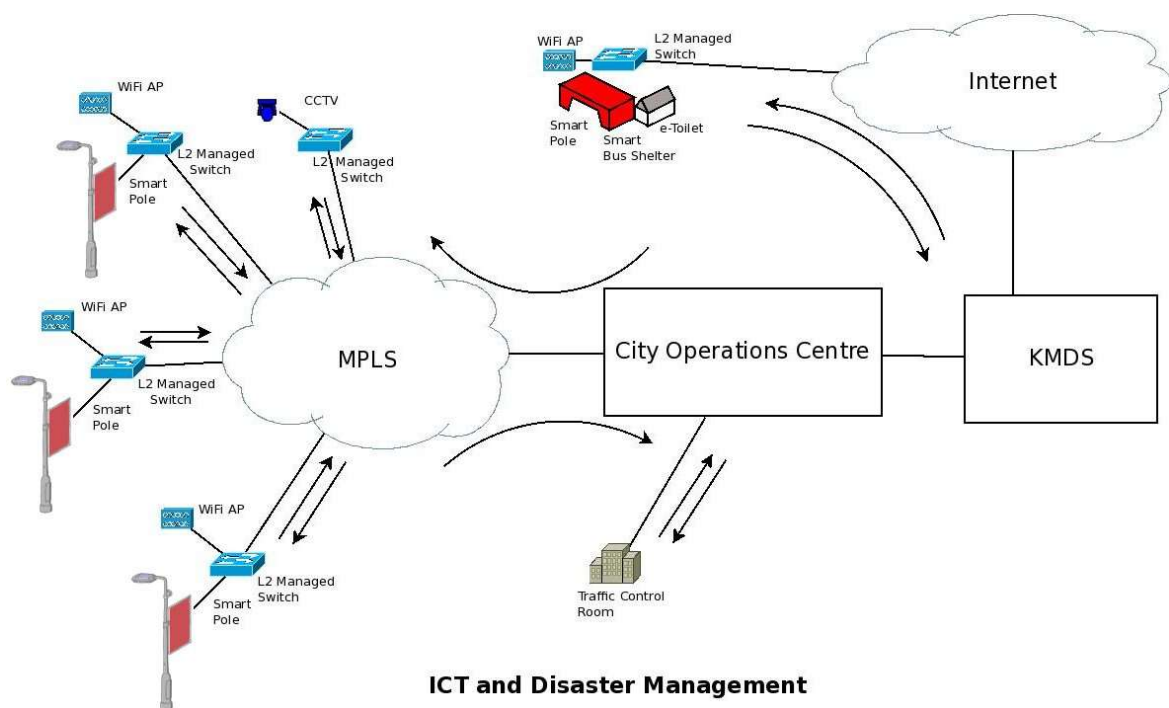 WiFi AP
L2 Managed
Switch
Internet
Smart
Pole
Smart
Bus Shelter
e-Toilet
WiFi AP
L2 Managed
Switch
Smart
Pole
CCTV
L2 Managed
Switch
WiFi AP
L2 Managed
Switch
Smart
Pole
MPLS
City Operations Centre
KMDS
WiFi AP
L2 Managed
Switch
Smart
Pole
Traffic Control
Room
ICT and Disaster Management